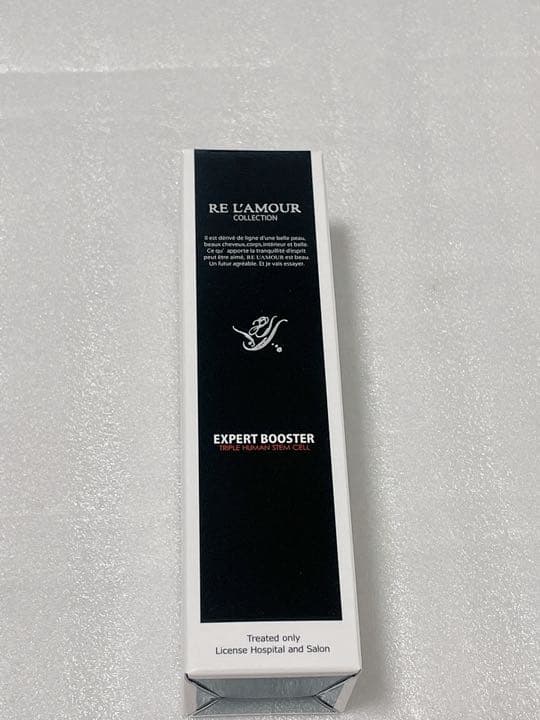 RE L'AMOUR
COLLECTION
Il est dérivé de ligne d'une belle peau,
beaux cheveux,corps,intérieur et belle.
Ce qu' apporte la tranquillité d'esprit
peut être aimé, RE L'AMOUR est beau.
Un futur agréable. Et je vais essayer.
EXPERT BOOSTER
TRIPLE HUMAN STEM CELL
Treated only
License Hospital and Salon